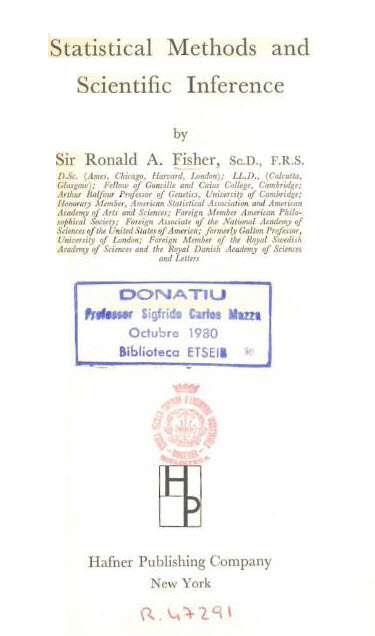 Statistical Methods and
Scientific Inference
by
Sir Ronald A. Fisher, Sc.D., F.R.S.
D.Sc. (Ames, Chicago, Harvard, London); LL.D., (Calcutta,
Glasgow); Fellow of Gonville and Caius College, Cambridge;
Arthur Balfour Professor of Genetics, University of Cambridge;
Honorary Member, American Statistical Association and American
Academy of Arts and Sciences; Foreign Member American Philo-
sophical Society; Foreign Associate of the National Academy of
Sciences of the United States of America; formerly Galton Professor,
University of London; Foreign Member of the Royal Swedish
Academy of Sciences and the Royal Danish Academy of Sciences
and Letters
DONATIU
Professor Sigfrido Carlos Mazza
Octubre 1980
Biblioteca ETSEIB
H
P
Hafner Publishing Company
New York
R. 47291